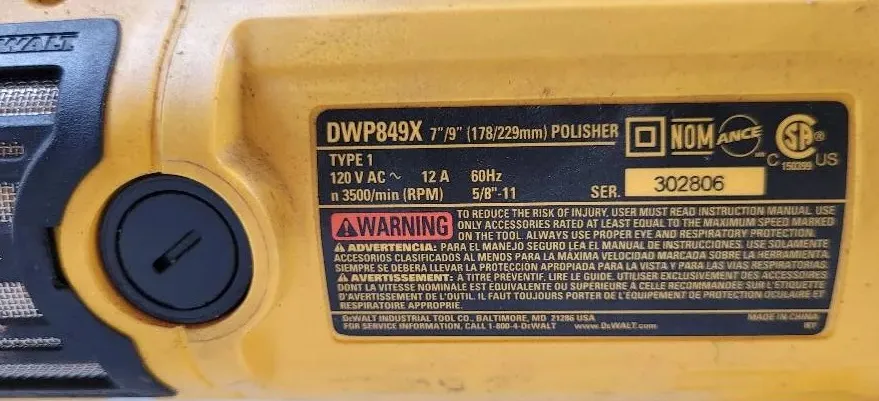 DEWALT
DWP849X 7"/9" (178/229mm) POLISHER
NOM ANCE
SA ®
C 150399 US
TYPE 1
120 V AC ~ 12 A 60Hz
n 3500/min (RPM) 5/8"-11 SER. 302806
⚠WARNING TO REDUCE THE RISK OF INJURY, USER MUST READ INSTRUCTION MANUAL. USE
ONLY ACCESSORIES RATED AT LEAST EQUAL TO THE MAXIMUM SPEED MARKED
ON THE TOOL. ALWAYS USE PROPER EYE AND RESPIRATORY PROTECTION.
⚠ ADVERTENCIA: PARA EL MANEJO SEGURO LEA EL MANUAL DE INSTRUCCIONES. USE SOLAMENTE
ACCESORIOS CLASIFICADOS AL MENOS PARA LA MÁXIMA VELOCIDAD MARCADA SOBRE LA HERRAMIENTA.
SIEMPRE SE DEBERÁ LLEVAR LA PROTECCIÓN APROPIADA PARA LA VISTA Y PARA LAS VIAS RESPIRATORIAS.
⚠ AVERTISSEMENT: À TITRE PRÉVENTIF, LIRE LE GUIDE. UTILISER EXCLUSIVEMENT DES ACCESSOIRES
DONT LA VITESSE NOMINALE EST ÉQUIVALENTE OU SUPÉRIEURE À CELLE RECOMMANDÉE SUR L'ÉTIQUETTE
D'AVERTISSEMENT DE L'OUTIL. IL FAUT TOUJOURS PORTER DE L'ÉQUIPEMENT DE PROTECTION OCULAIRE ET
RESPIRATOIRE APPROPRIE.
DEWALT INDUSTRIAL TOOL CO., BALTIMORE, MD 21286 USA MADE IN CHINA
FOR SERVICE INFORMATION, CALL 1-800-4-DEWALT www.DEWALT.com